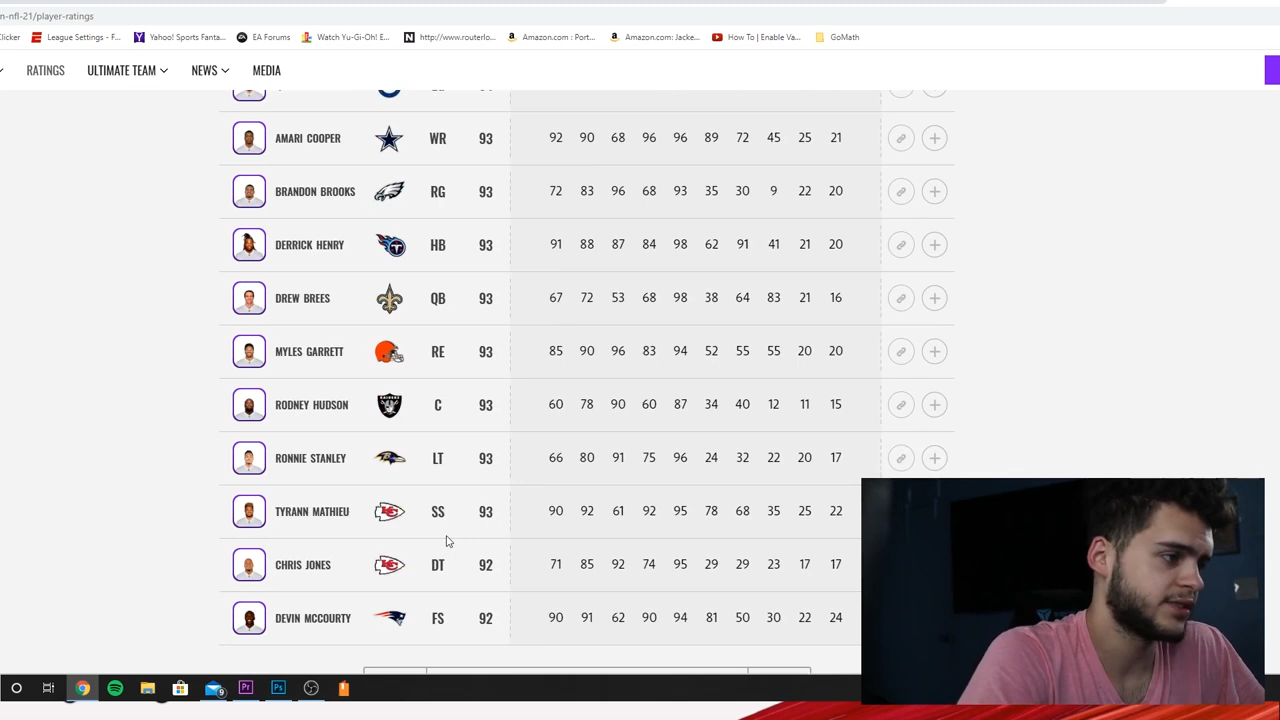 n-nfl-21/player-ratings
licker League Settings - F... Yahoo! Sports Fanta... EA Forums Watch Yu-Gi-Oh! E... http://www.routerlo... Amazon.com : Port... Amazon.com: Jacke... How To | Enable Va... GoMath
RATINGS ULTIMATE TEAM NEWS MEDIA
AMARI COOPER WR 93 92 90 68 96 96 89 72 45 25 21
BRANDON BROOKS RG 93 72 83 96 68 93 35 30 9 22 20
DERRICK HENRY HB 93 91 88 87 84 98 62 91 41 21 20
DREW BREES QB 93 67 72 53 68 98 38 64 83 21 16
MYLES GARRETT RE 93 85 90 96 83 94 52 55 55 20 20
RODNEY HUDSON RAIDERS C 93 60 78 90 60 87 34 40 12 11 15
RONNIE STANLEY LT 93 66 80 91 75 96 24 32 22 20 17
TYRANN MATHIEU KC SS 93 90 92 61 92 95 78 68 35 25 22
CHRIS JONES KC DT 92 71 85 92 74 95 29 29 23 17 17
DEVIN MCCOURTY FS 92 90 91 62 90 94 81 50 30 22 24
9 Pr Ps